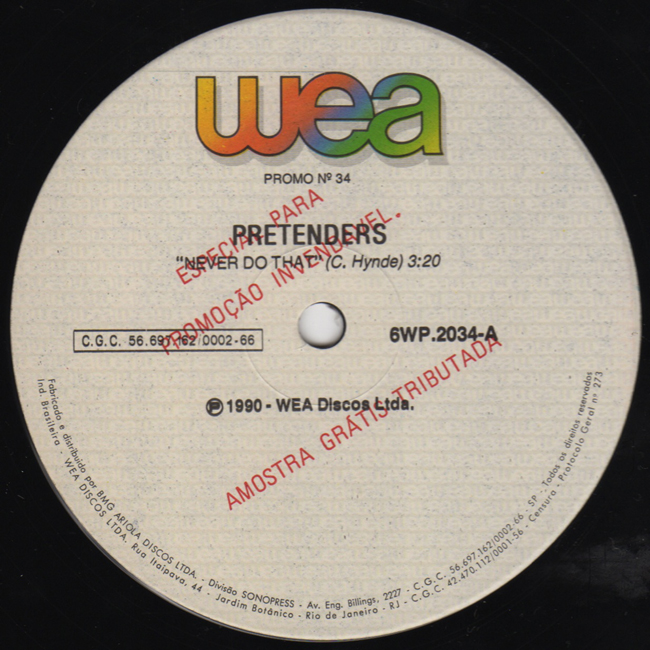 wea
PROMO Nº 34
PRETENDERS
"NEVER DO THAT" (C. Hynde) 3:20
C.G.C. 56.697.162/0002-66
6WP.2034-A
℗ 1990 - WEA Discos Ltda.
ESPECIAL PARA
PROMOÇÃO INVENDÁVEL.
AMOSTRA GRÁTIS TRIBUTADA
Fabricado e distribuído por BMG ARIOLA DISCOS LTDA. - Divisão SONOPRESS - Av. Eng. Billings, 2227 - C.G.C. 56.697.162/0002-66 - SP - Todos os direitos reservados
Ind. Brasileira - WEA DISCOS LTDA. Rua Itaipava, 44 - Jardim Botânico - Rio de Janeiro - RJ - C.G.C. 42.470.112/0001-56 - Censura - Protocolo Geral nº 273